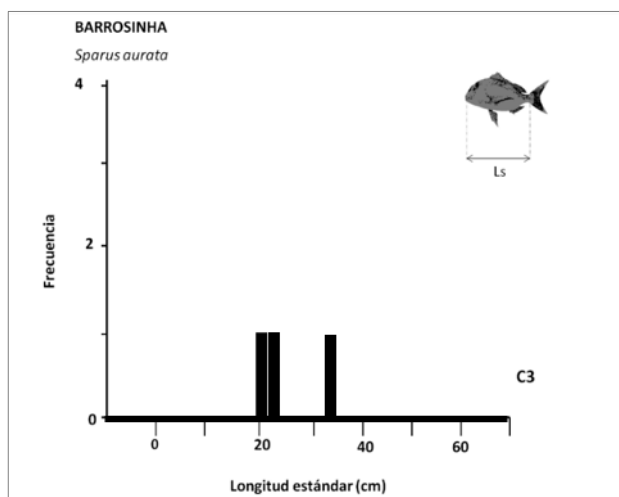 BARROSINHA
Sparus aurata
4
Ls
2
Frecuencia
C3
0
0 20 40 60
Longitud estándar (cm)